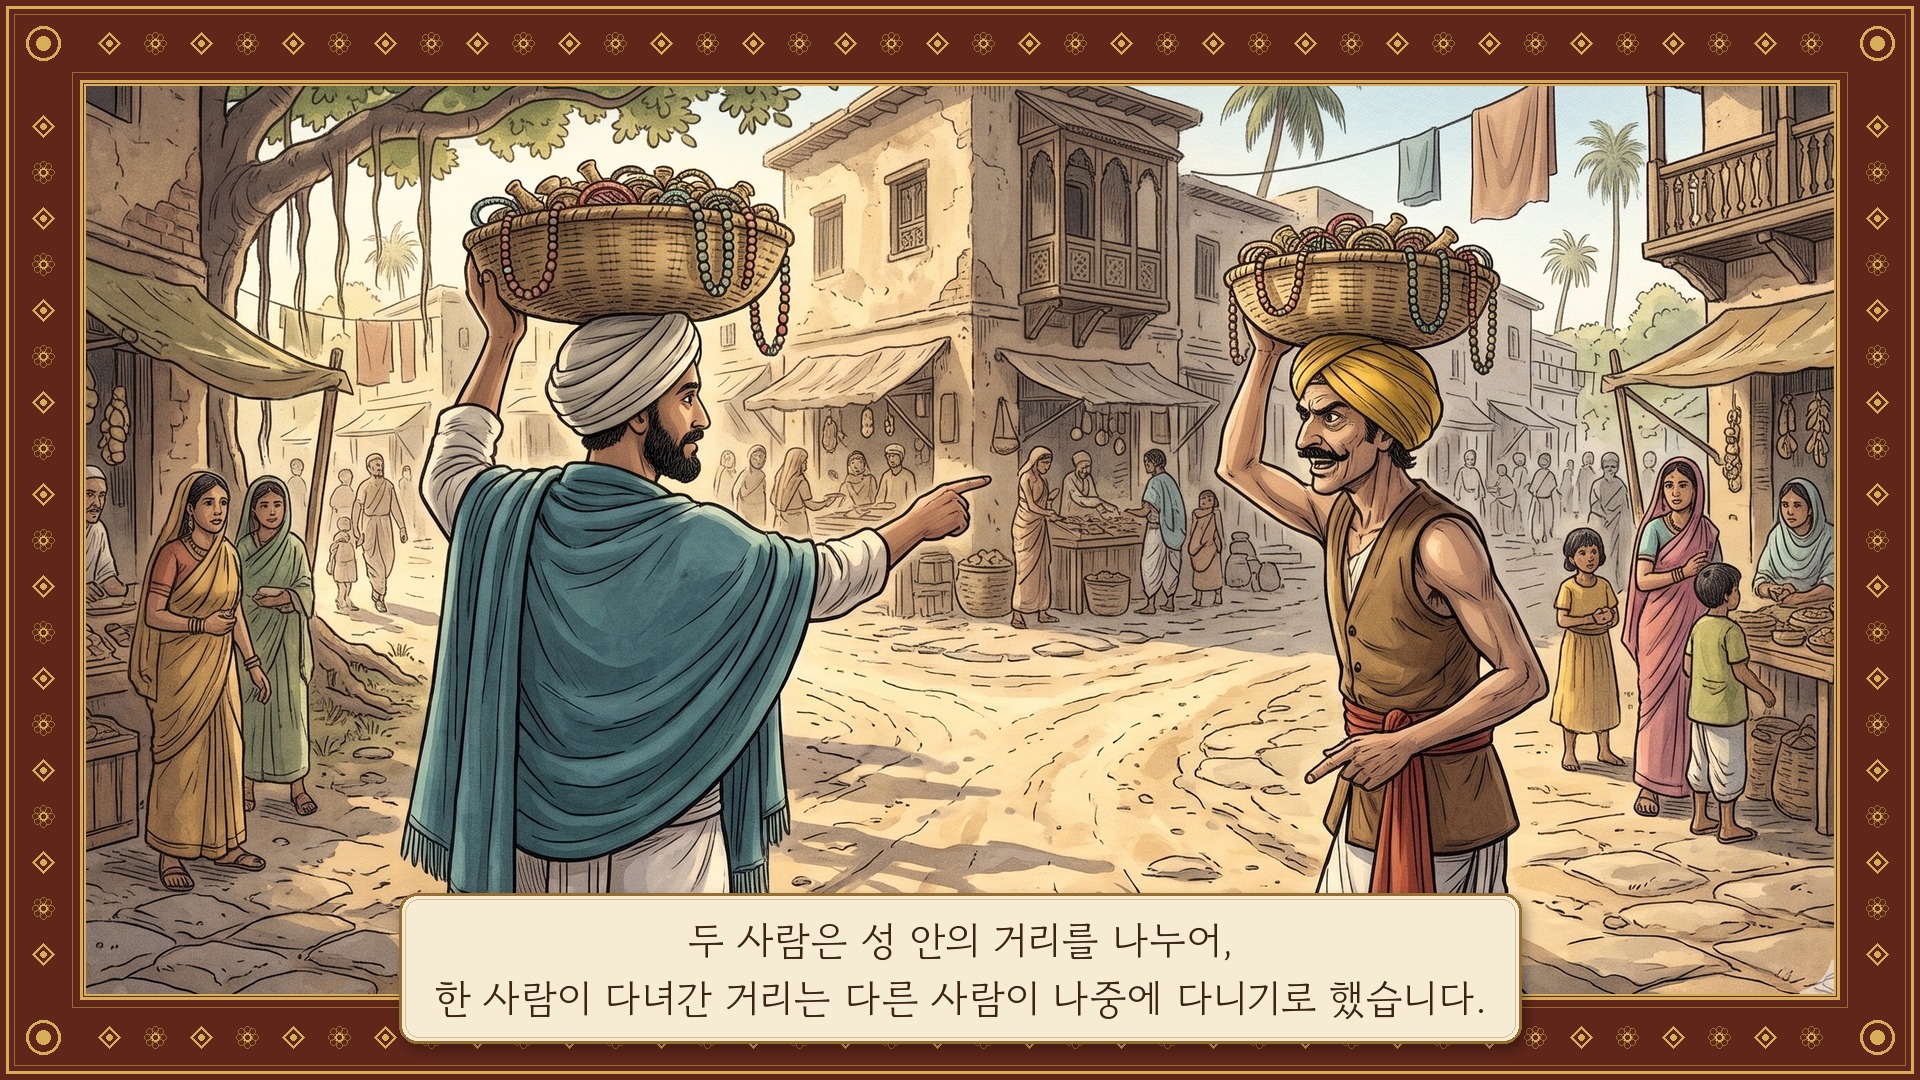 두 사람은 성 안의 거리를 나누어,
한 사람이 다녀간 거리는 다른 사람이 나중에 다니기로 했습니다.